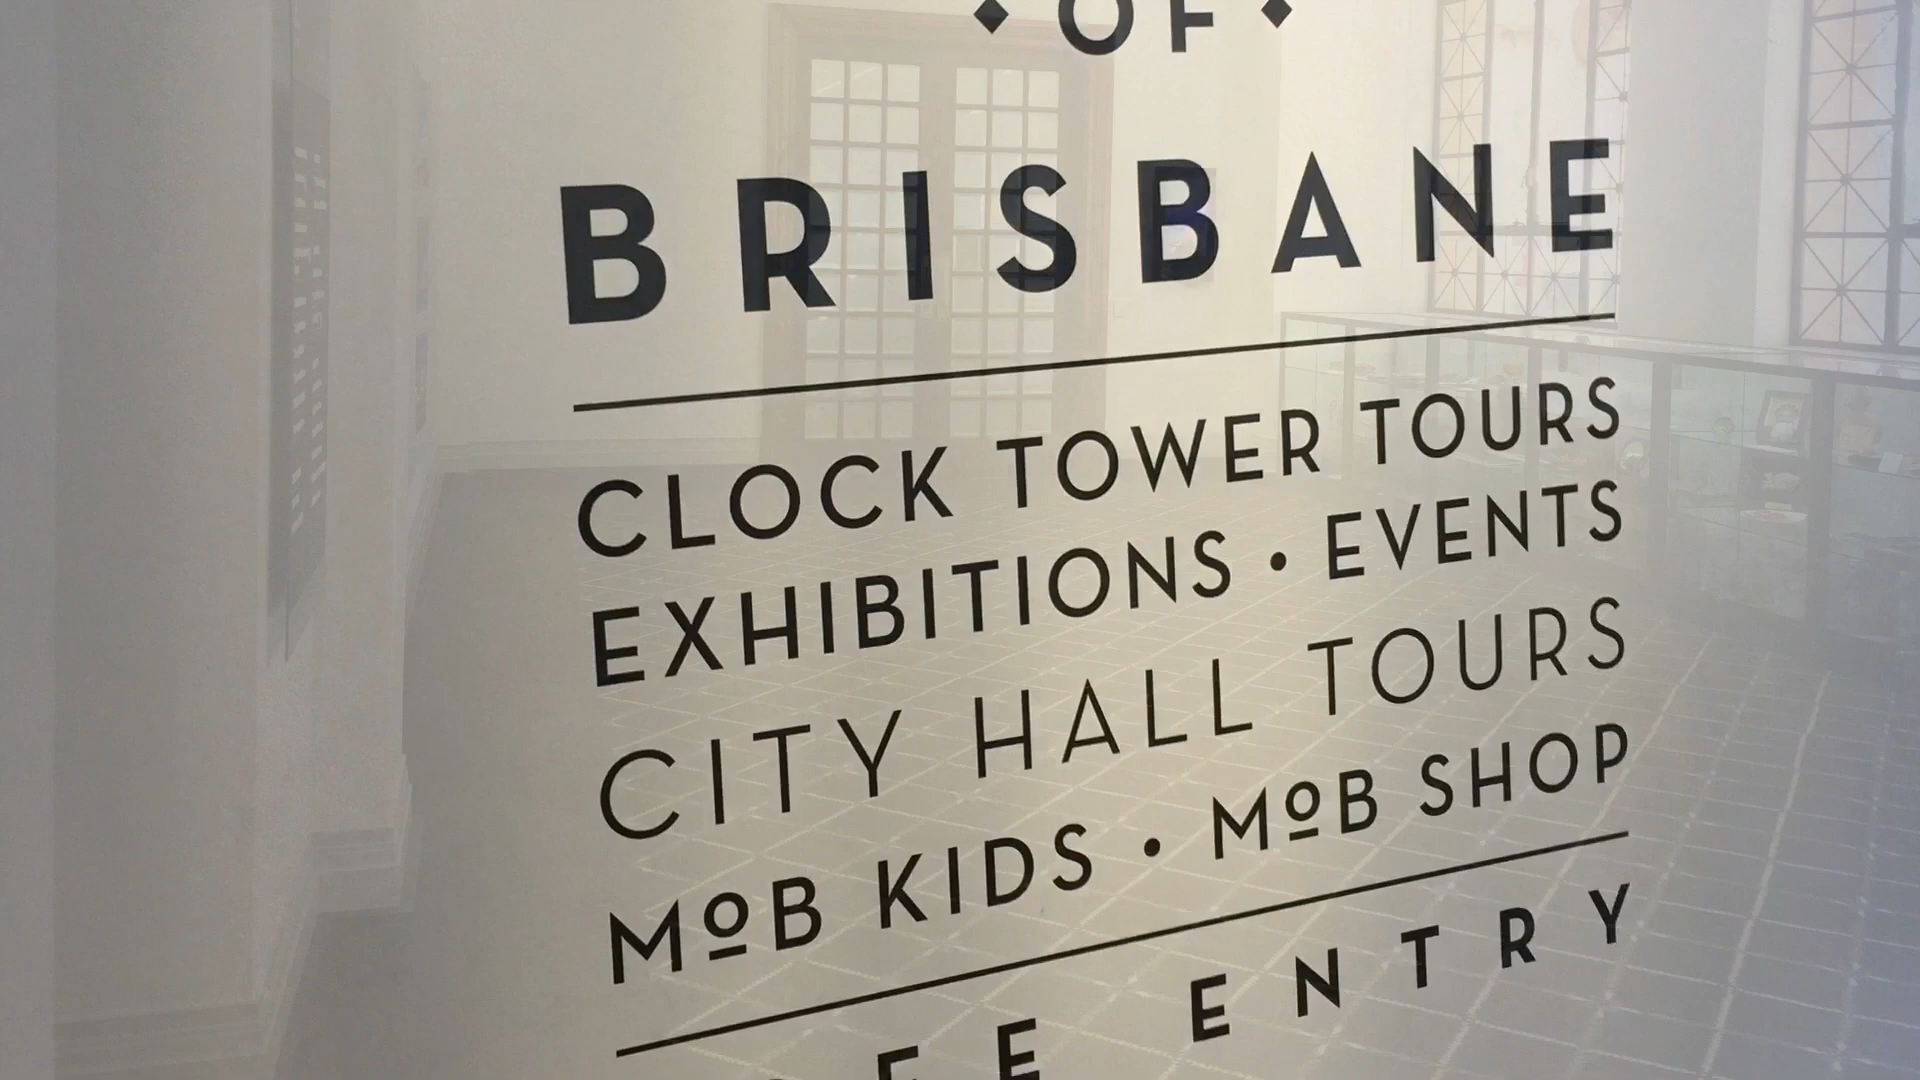 OF
BRISBANE
CLOCK TOWER TOURS
EXHIBITIONS • EVENTS
CITY HALL TOURS
MoB KIDS • MoB SHOP
ENTRY